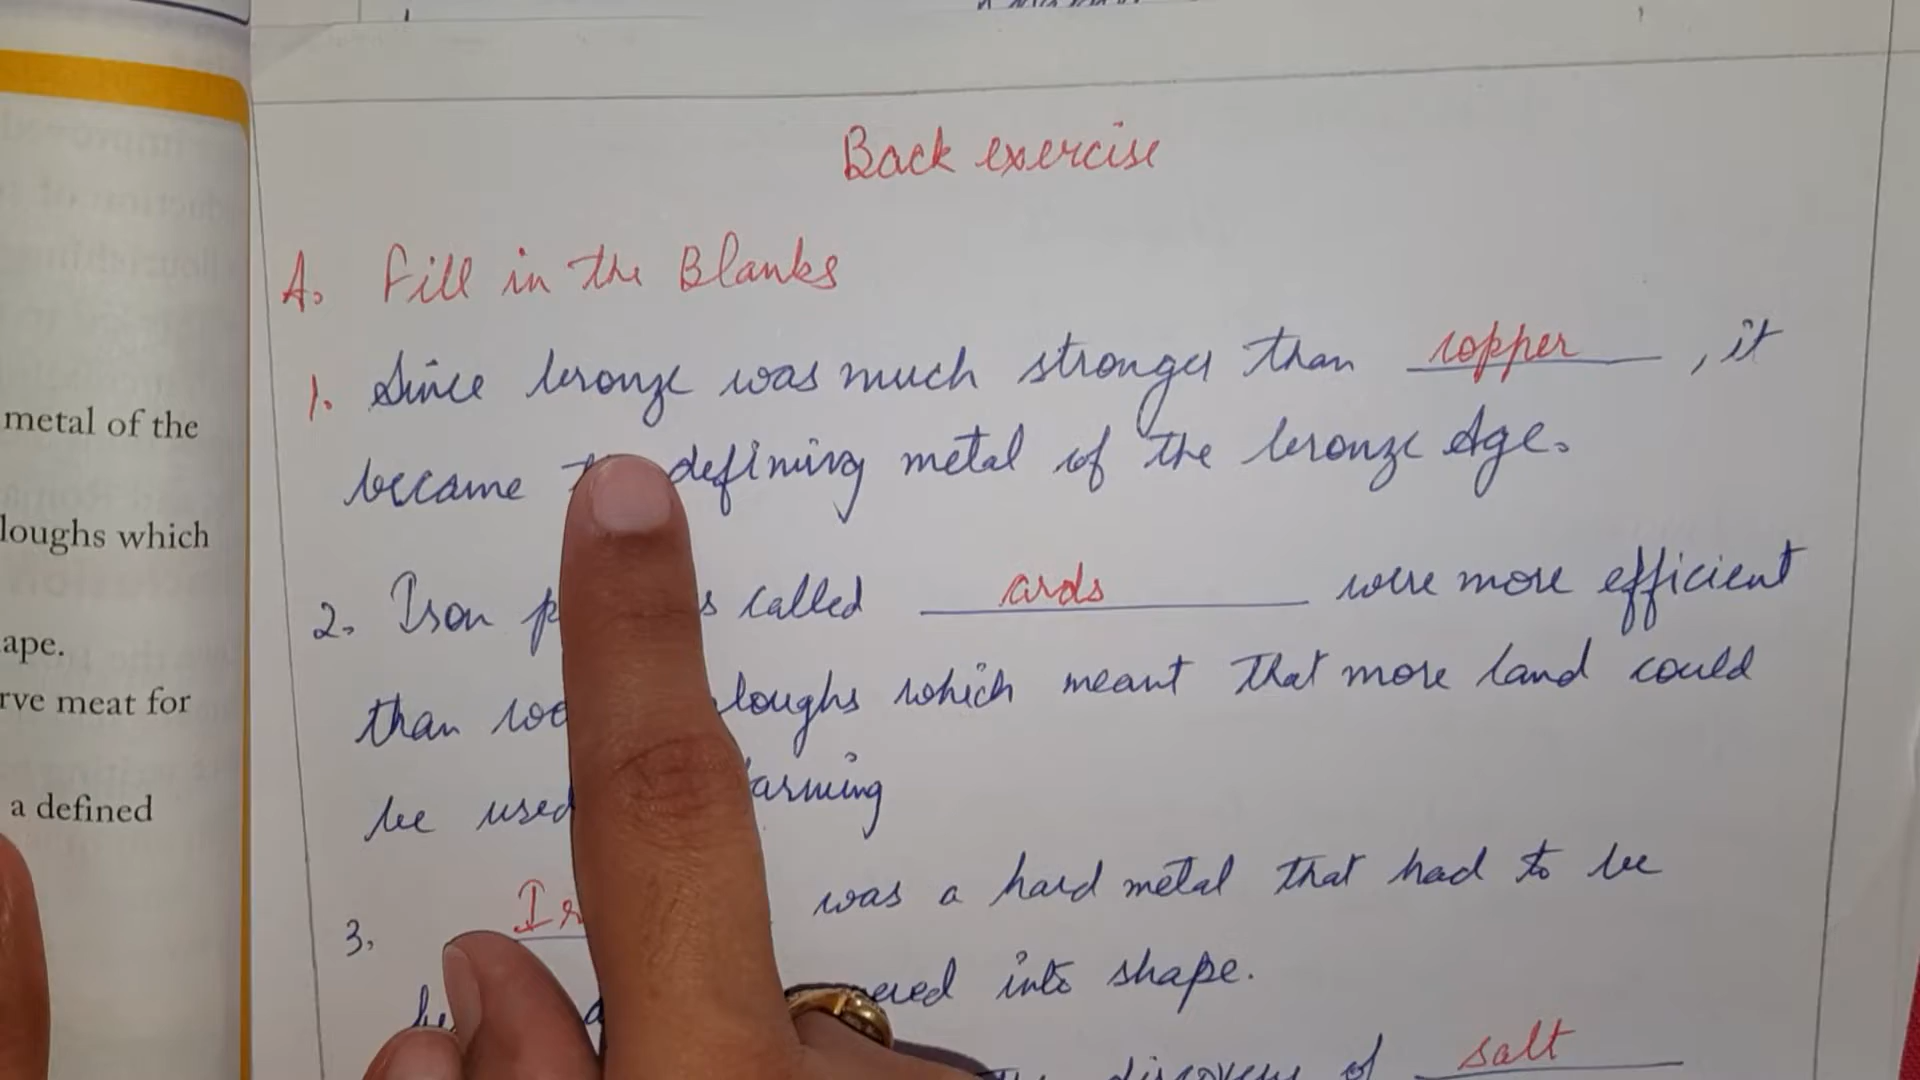 metal of the
loughs which
ape.
rve meat for
a defined
Back exercise
A. Fill in the Blanks
1. Since bronze was much stronger than copper, it
became defining metal of the bronze Age.
2. Iron called ards were more efficient
than loughs which meant that more land could
be used arming
3. was a hard metal that had to be
ered into shape.
discovery of salt